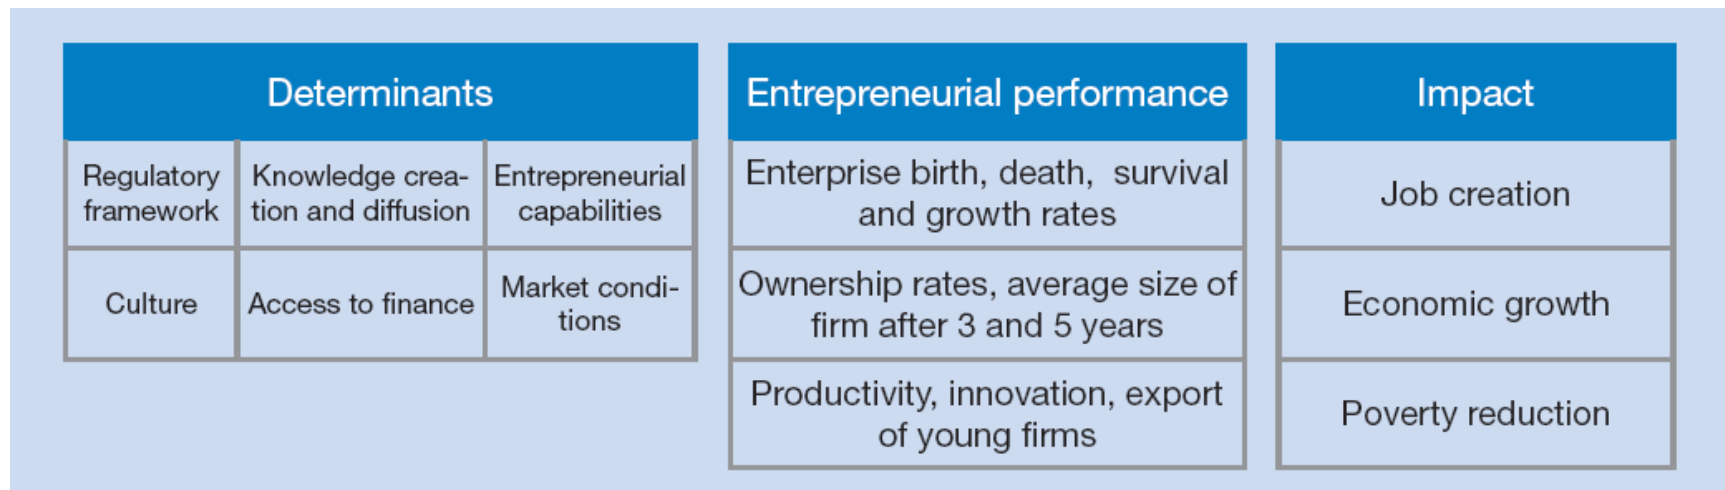 Determinants
Regulatory
framework
Knowledge crea-
tion and diffusion
Entrepreneurial
capabilities
Culture
Access to finance
Market condi-
tions
Entrepreneurial performance
Enterprise birth, death,  survival
and growth rates
Ownership rates, average size of
firm after 3 and 5 years
Productivity, innovation, export
of young firms
Impact
Job creation
Economic growth
Poverty reduction